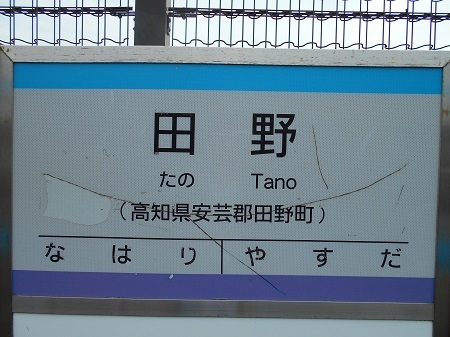 田野
たの Tano
(高知県安芸郡田野町)
なはり やすだ